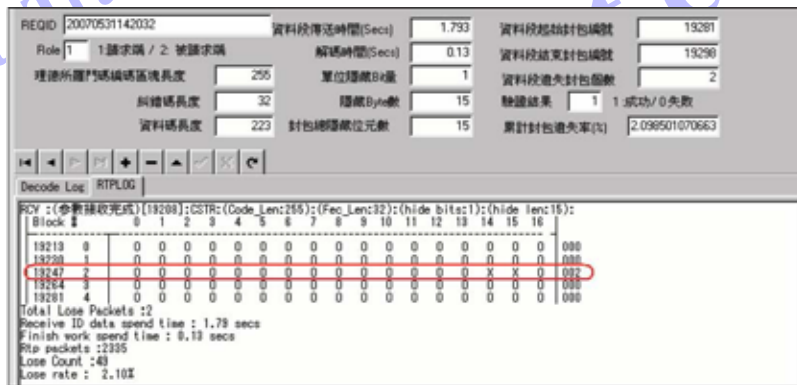 REQID 20070531142032 資料段傳送時間(Secs) 1.793 資料段起始封包編號 19281
Role 1 1:請求端 / 2: 被請求端 解碼時間(Secs) 0.13 資料段結束封包編號 19298
理德所羅門碼編碼區塊長度 255 單位隱藏Bit量 1 資料段遺失封包個數 2
糾錯碼長度 32 隱藏Byte數 15 驗證結果 1 1:成功/0失敗
資料碼長度 223 封包總隱藏位元數 15 累計封包遺失率(%) 2.098501070663
Decode Log RTPLOG
RCV :(參數接收完成)[19208]:CSTR:(Code_Len:255):(Fec_Len:32):(hide bits:1):(hide len:15):
Block # 0 1 2 3 4 5 6 7 8 9 10 11 12 13 14 15 16
19213 0 0 0 0 0 0 0 0 0 0 0 0 0 0 0 0 0 0 000
19230 1 0 0 0 0 0 0 0 0 0 0 0 0 0 0 0 0 0 000
19247 2 0 0 0 0 0 0 0 0 0 0 0 0 0 0 X X 0 002
19264 3 0 0 0 0 0 0 0 0 0 0 0 0 0 0 0 0 0 000
19281 4 0 0 0 0 0 0 0 0 0 0 0 0 0 0 0 0 0 000
Total Lose Packets :2
Receive ID data spend time : 1.79 secs
Finish work spend time : 0.13 secs
Rtp packets :2335
Lose Count :49
Lose rate : 2.10%